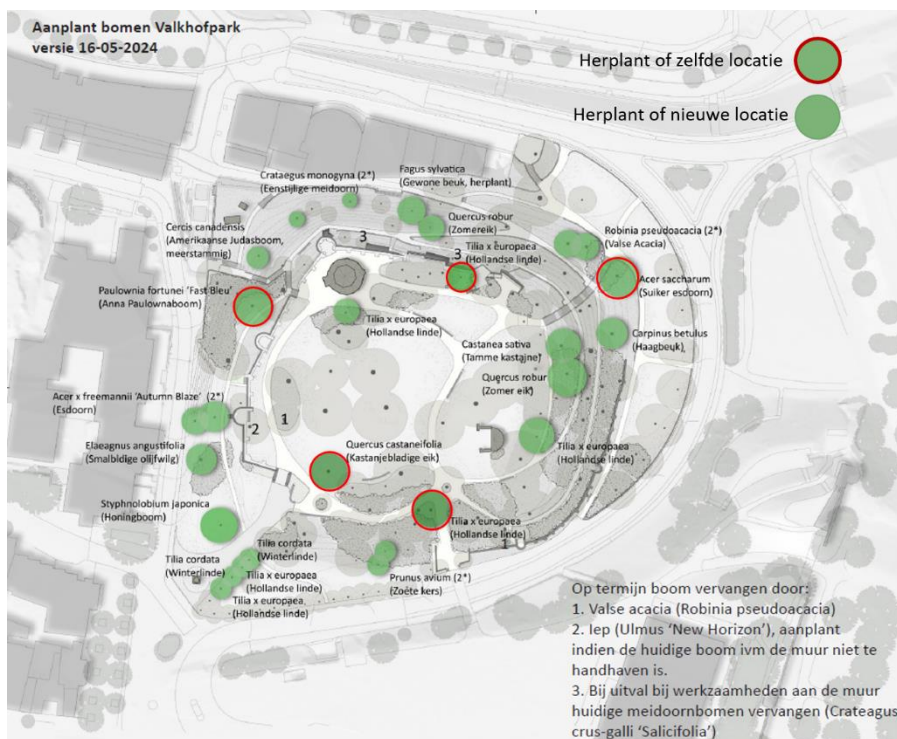 Aanplant bomen Valkhofpark
versie 16-05-2024
Herplant of zelfde locatie
Herplant of nieuwe locatie
Crataegus monogyna (2*)
(Eenstijlige meidoorn)
Fagus sylvatica
(Gewone beuk, herplant)
Quercus robur
(Zomereik)
Cercis canadensis
(Amerikaanse Judasboom,
meerstammig)
3
3
Tilia x europaea
(Hollandse linde)
Robinia pseudoacacia (2*)
(Valse Acacia)
Paulownia fortunei 'Fast Bleu'
(Anna Paulownaboom)
Acer saccharum
(Suiker esdoorn)
Tilia x europaea
(Hollandse linde)
Castanea sativa
(Tamme kastanje)
Carpinus betulus
(Haagbeuk)
Quercus robur
(Zomer eik)
Acer x freemannii 'Autumn Blaze' (2*)
(Esdoorn)
2
1
Elaeagnus angustifolia
(Smalbldige olijfwilg)
Quercus castaneifolia
(Kastanjebladige eik)
Tilia x europaea
(Hollandse linde)
Styphnolobium japonica
(Honingboom)
Tilia x europaea
(Hollandse linde)
1
Tilia cordata
(Winterlinde)
Tilia cordata
(Winterlinde)
Tilia x europaea
(Hollandse linde)
Tilia x europaea,
(Hollandse linde)
Prunus avium (2*)
(Zoete kers)
Op termijn boom vervangen door:
1. Valse acacia (Robinia pseudoacacia)
2. Iep (Ulmus 'New Horizon'), aanplant
indien de huidige boom ivm de muur niet te
handhaven is.
3. Bij uitval bij werkzaamheden aan de muur
huidige meidoornbomen vervangen (Crateagus
crus-galli 'Salicifolia')